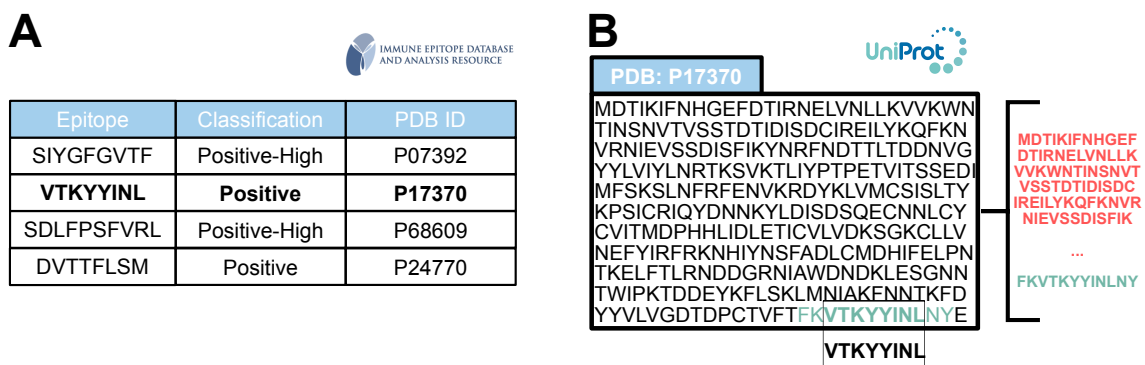 A
IMMUNE EPITOPE DATABASE
AND ANALYSIS RESOURCE
Epitope Classification PDB ID
SIYGFGVTF Positive-High P07392
VTKYYINL Positive P17370
SDLFPSFVRL Positive-High P68609
DVTTFLSM Positive P24770
B
UniProt
PDB: P17370
MDTIKIFNHGEFDTIRNELVNLLKVVKWN
TINSNVTVSSTDTIDISDCIREILYKQFKN
VRNIEVSSDISFIKYNRFNDTTLTDDNVG
YYLVIYLNRTKSVKTLIYPTPETVITSSEDI
MFSKSLNFRFENVKRDYKLVMCSISLTY
KPSICRIQYDNNKYLDISDSQECNNLCY
CVITMDPHHLIDLETICVLVDKSGKCLLV
NEFYIRFRKNHIYNSFADLCMDHIFELPN
TKELFTLRNDDGRNIAWDNDKLESGNN
TWIPKTDDEYKFLSKLMNIAKFNNTKFD
YYVLVGDTDPCTVFTFKVTKYYINLNYE
VTKYYINL
MDTIKIFNHGEF
DTIRNELVNLLK
VVKWNTINSNVT
VSSTDTIDISDC
IREILYKQFKNVR
NIEVSSDISFIK
...
FKVTKYYINLNY